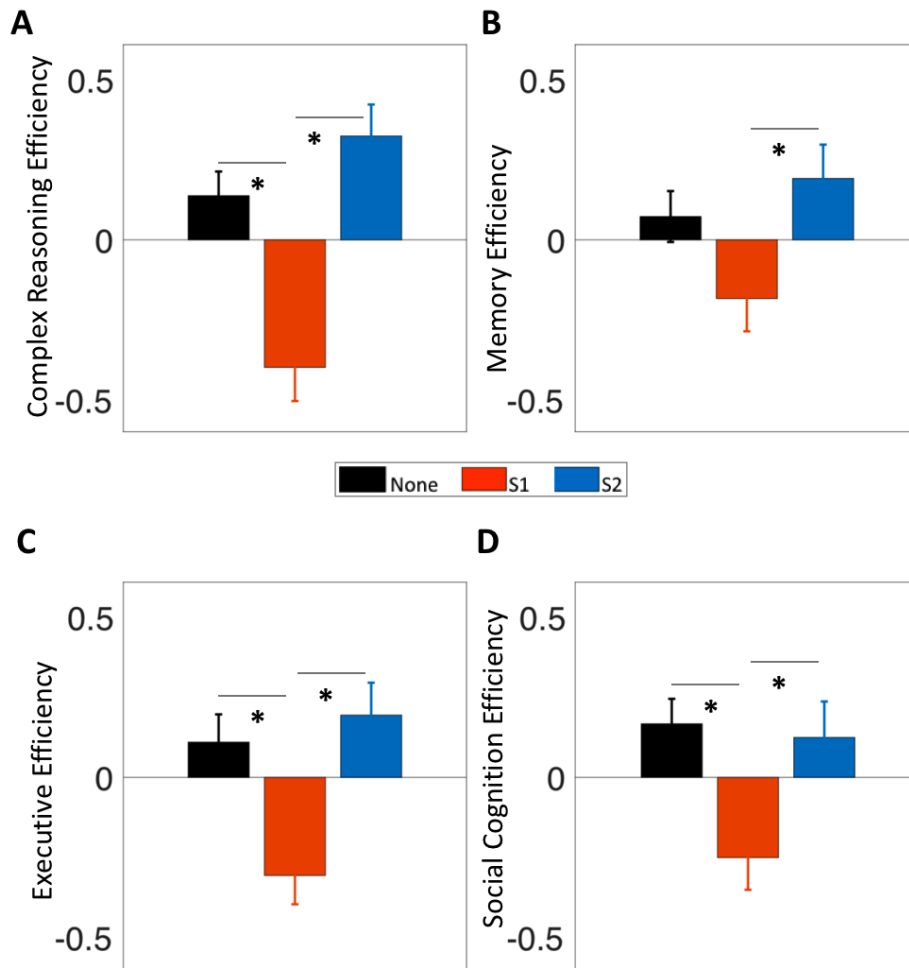 A
Complex Reasoning Efficiency
0.5
0
-0.5
*
*
B
Memory Efficiency
0.5
0
-0.5
*
None S1 S2
C
Executive Efficiency
0.5
0
-0.5
*
*
D
Social Cognition Efficiency
0.5
0
-0.5
*
*